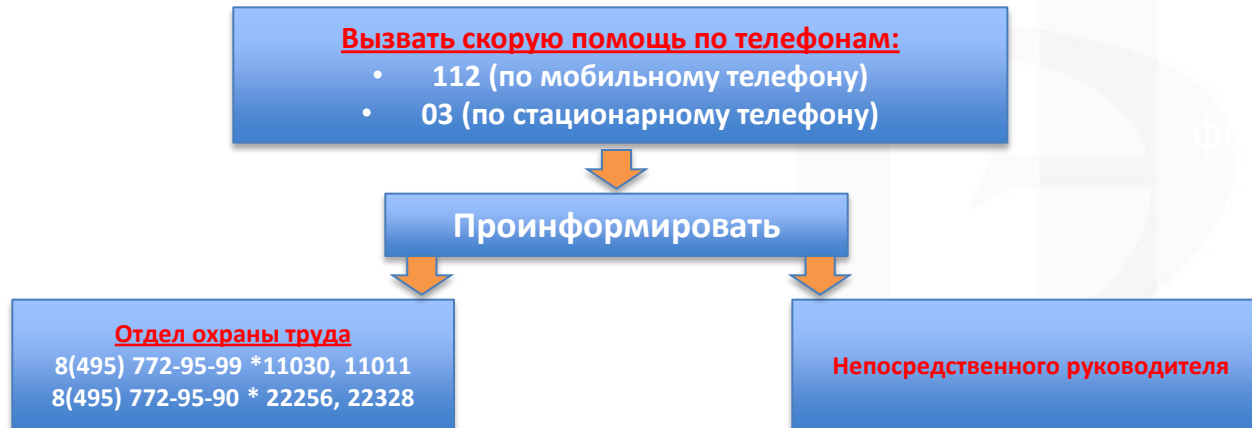 Вызвать скорую помощь по телефонам:
• 112 (по мобильному телефону)
• 03 (по стационарному телефону)
Проинформировать
Отдел охраны труда
8(495) 772-95-99 *11030, 11011
8(495) 772-95-90 * 22256, 22328
Непосредственного руководителя